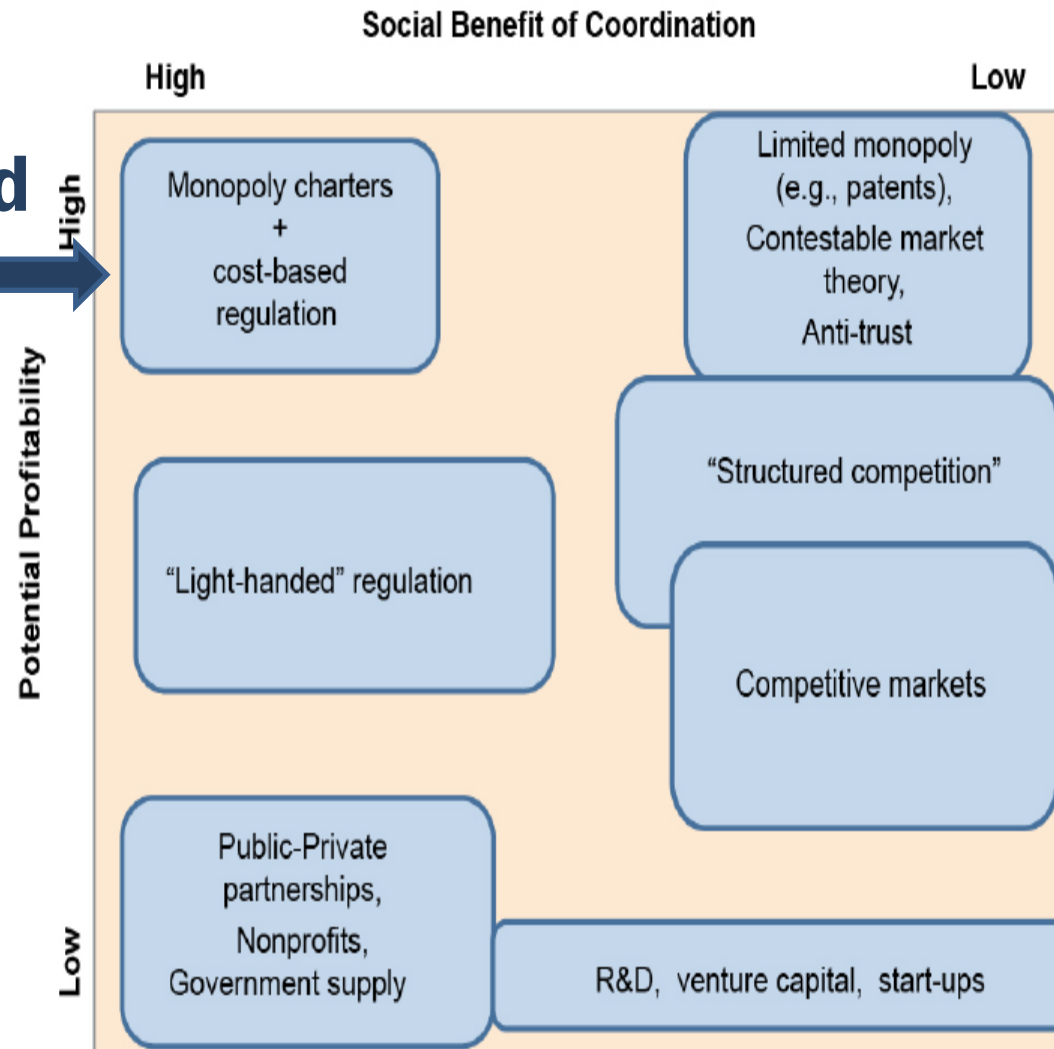 Social Benefit of Coordination
High
Low
d
High
Potential Profitability
Low
Monopoly charters
+
cost-based
regulation
Limited monopoly
(e.g., patents),
Contestable market
theory,
Anti-trust
“Structured competition”
“Light-handed” regulation
Competitive markets
Public-Private
partnerships,
Nonprofits,
Government supply
R&D, venture capital, start-ups